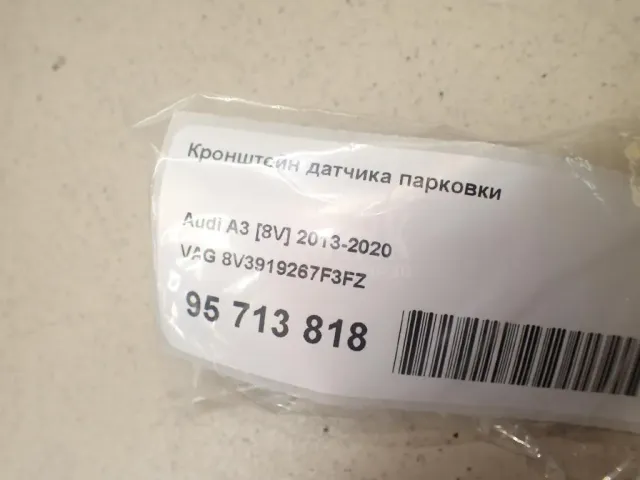 Кронштейн датчика парковки
Audi A3 [8V] 2013-2020
VAG 8V3919267F3FZ
95 713 818